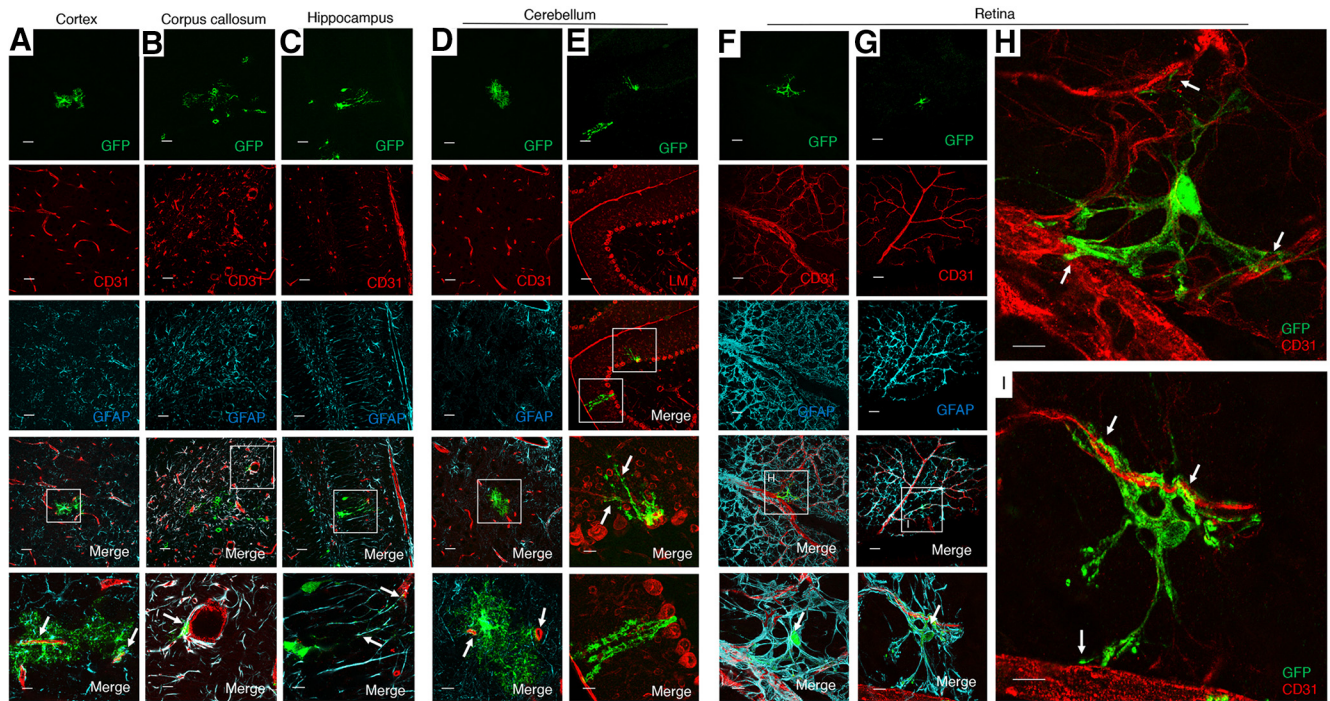 Cortex
Corpus callosum
Hippocampus
Cerebellum
Retina
A
B
C
D
E
F
G
H
GFP
GFP
GFP
GFP
GFP
GFP
GFP
CD31
CD31
CD31
CD31
LM
CD31
CD31
GFP
CD31
GFAP
GFAP
GFAP
GFAP
Merge
GFAP
GFAP
I
Merge
Merge
Merge
Merge
Merge
H
Merge
I
Merge
Merge
Merge
Merge
Merge
Merge
Merge
Merge
GFP
CD31